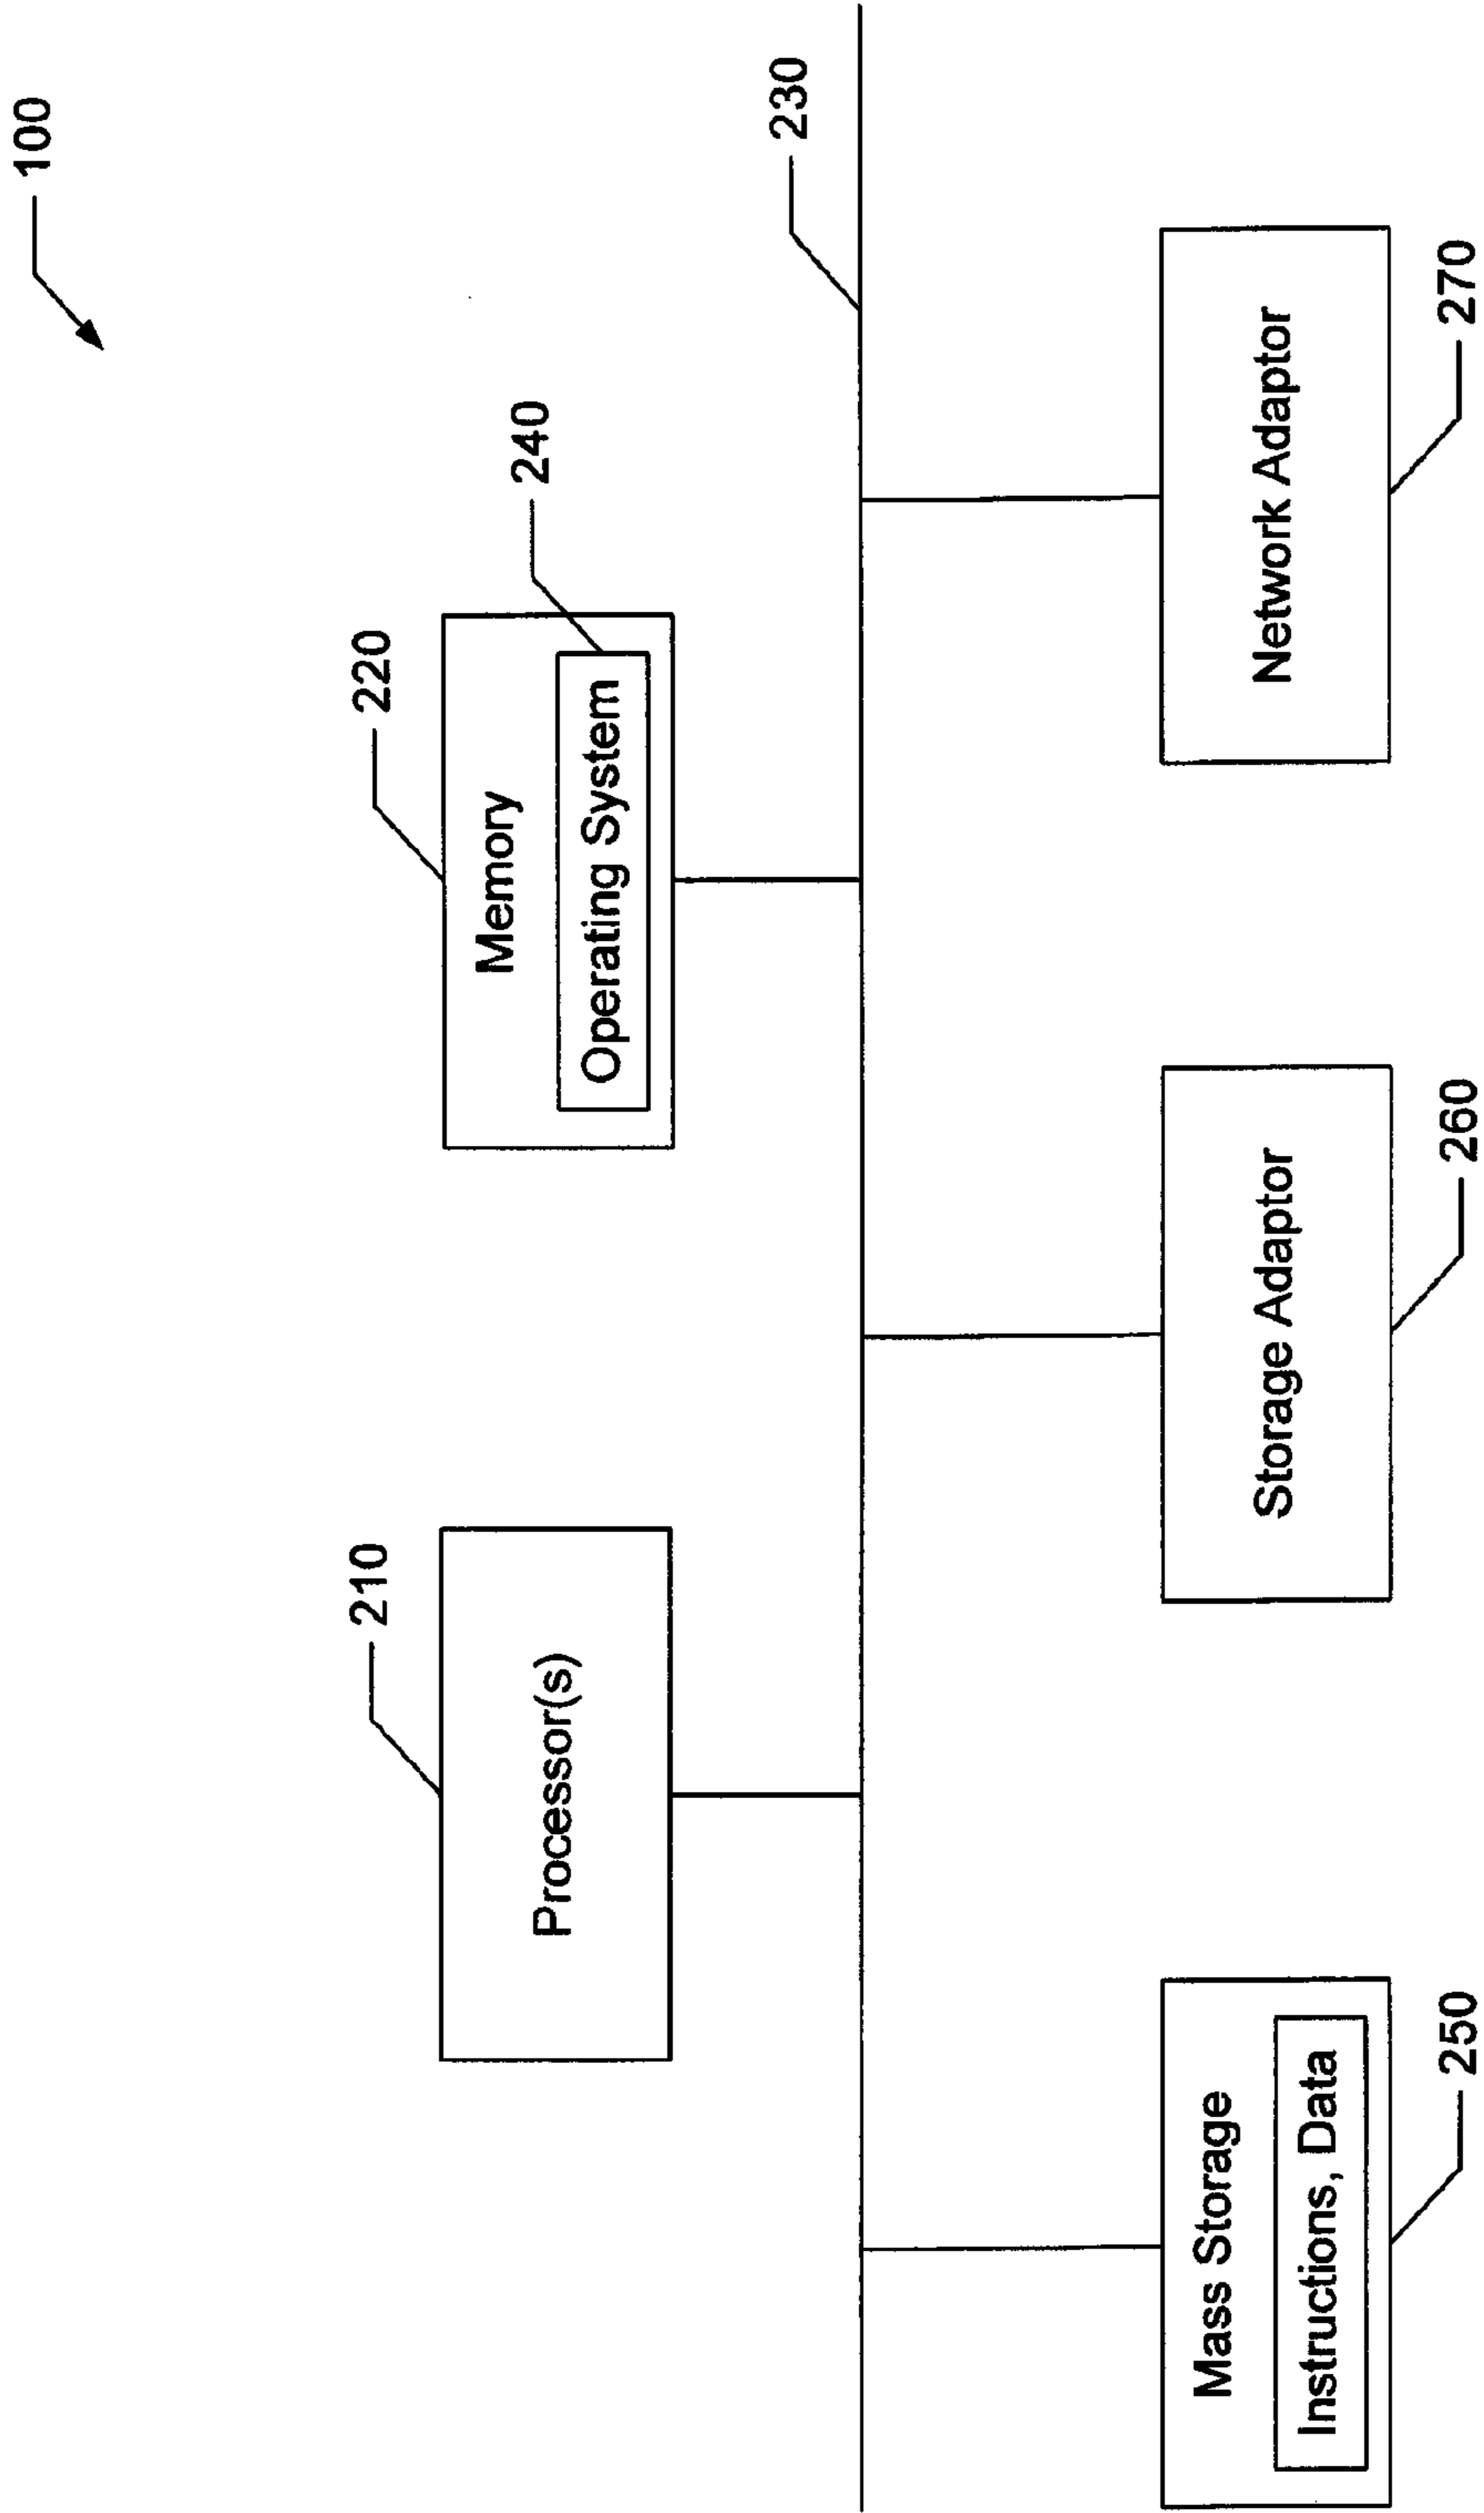 100
210
220
Processor(s)
Memory
240
Operating System
230
Mass Storage
Instructions, Data
Storage Adaptor
Network Adaptor
250
260
270